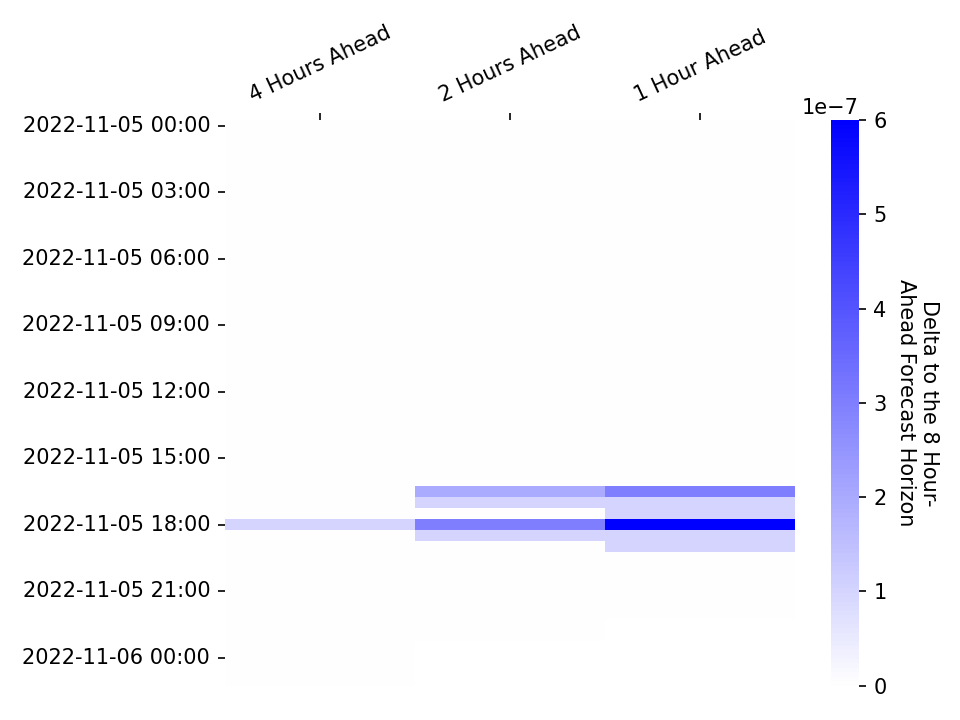 4 Hours Ahead
2 Hours Ahead
1 Hour Ahead
2022-11-05 00:00
2022-11-05 03:00
2022-11-05 06:00
2022-11-05 09:00
2022-11-05 12:00
2022-11-05 15:00
2022-11-05 18:00
2022-11-05 21:00
2022-11-06 00:00
1e−7
6
5
4
3
2
1
0
Delta to the 8 Hour-
Ahead Forecast Horizon